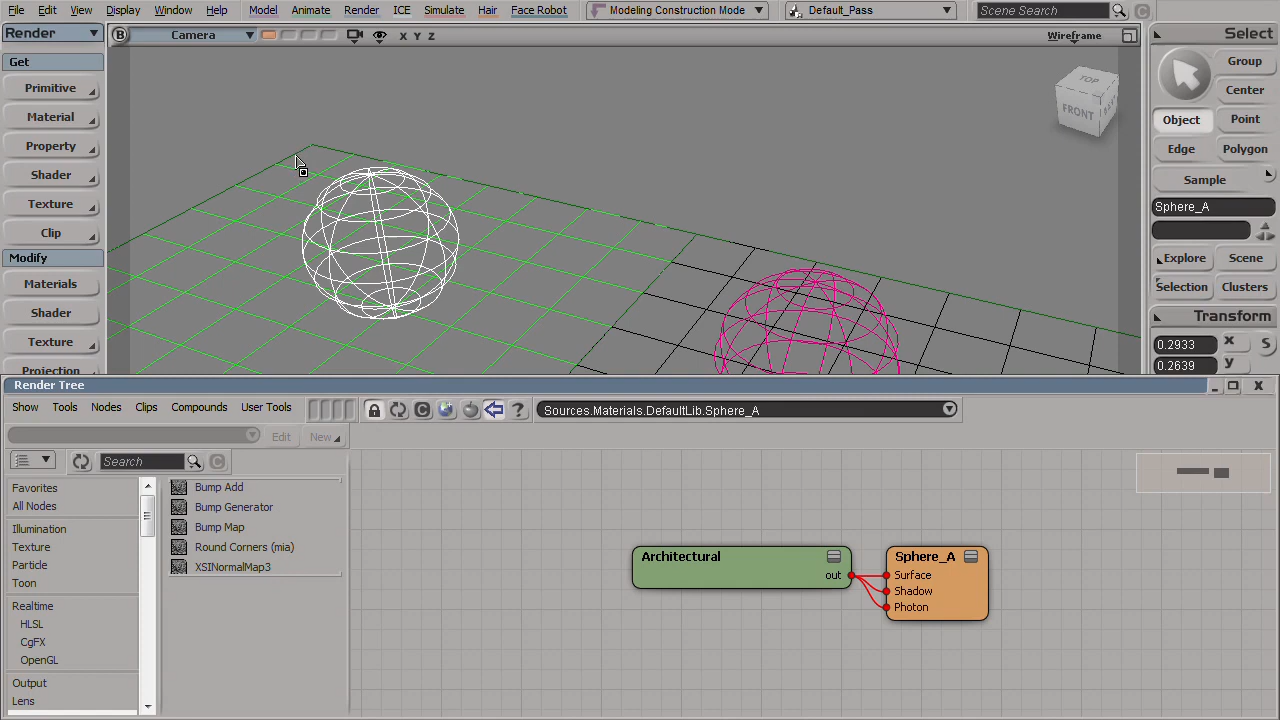 File Edit View Display Window Help Model Animate Render ICE Simulate Hair Face Robot Modeling Construction Mode Default_Pass Scene Search C
Render
B Camera X Y Z Wireframe
Select
Get
Primitive
Material
Property
Shader
Texture
Clip
Modify
Materials
Shader
Texture
TOP
FRONT
Group
Center
Object Point
Edge Polygon
Sample
Sphere_A
Explore Scene
Selection Clusters
Transform
0.2933 x S
0.2639 y
Render Tree
Show Tools Nodes Clips Compounds User Tools C ? Sources.Materials.DefaultLib.Sphere_A
Edit New
Search C
Favorites
All Nodes
Illumination
Texture
Particle
Toon
Realtime
HLSL
CgFX
OpenGL
Output
Lens
Bump Add
Bump Generator
Bump Map
Round Corners (mia)
XSINormalMap3
Architectural
out
Sphere_A
Surface
Shadow
Photon